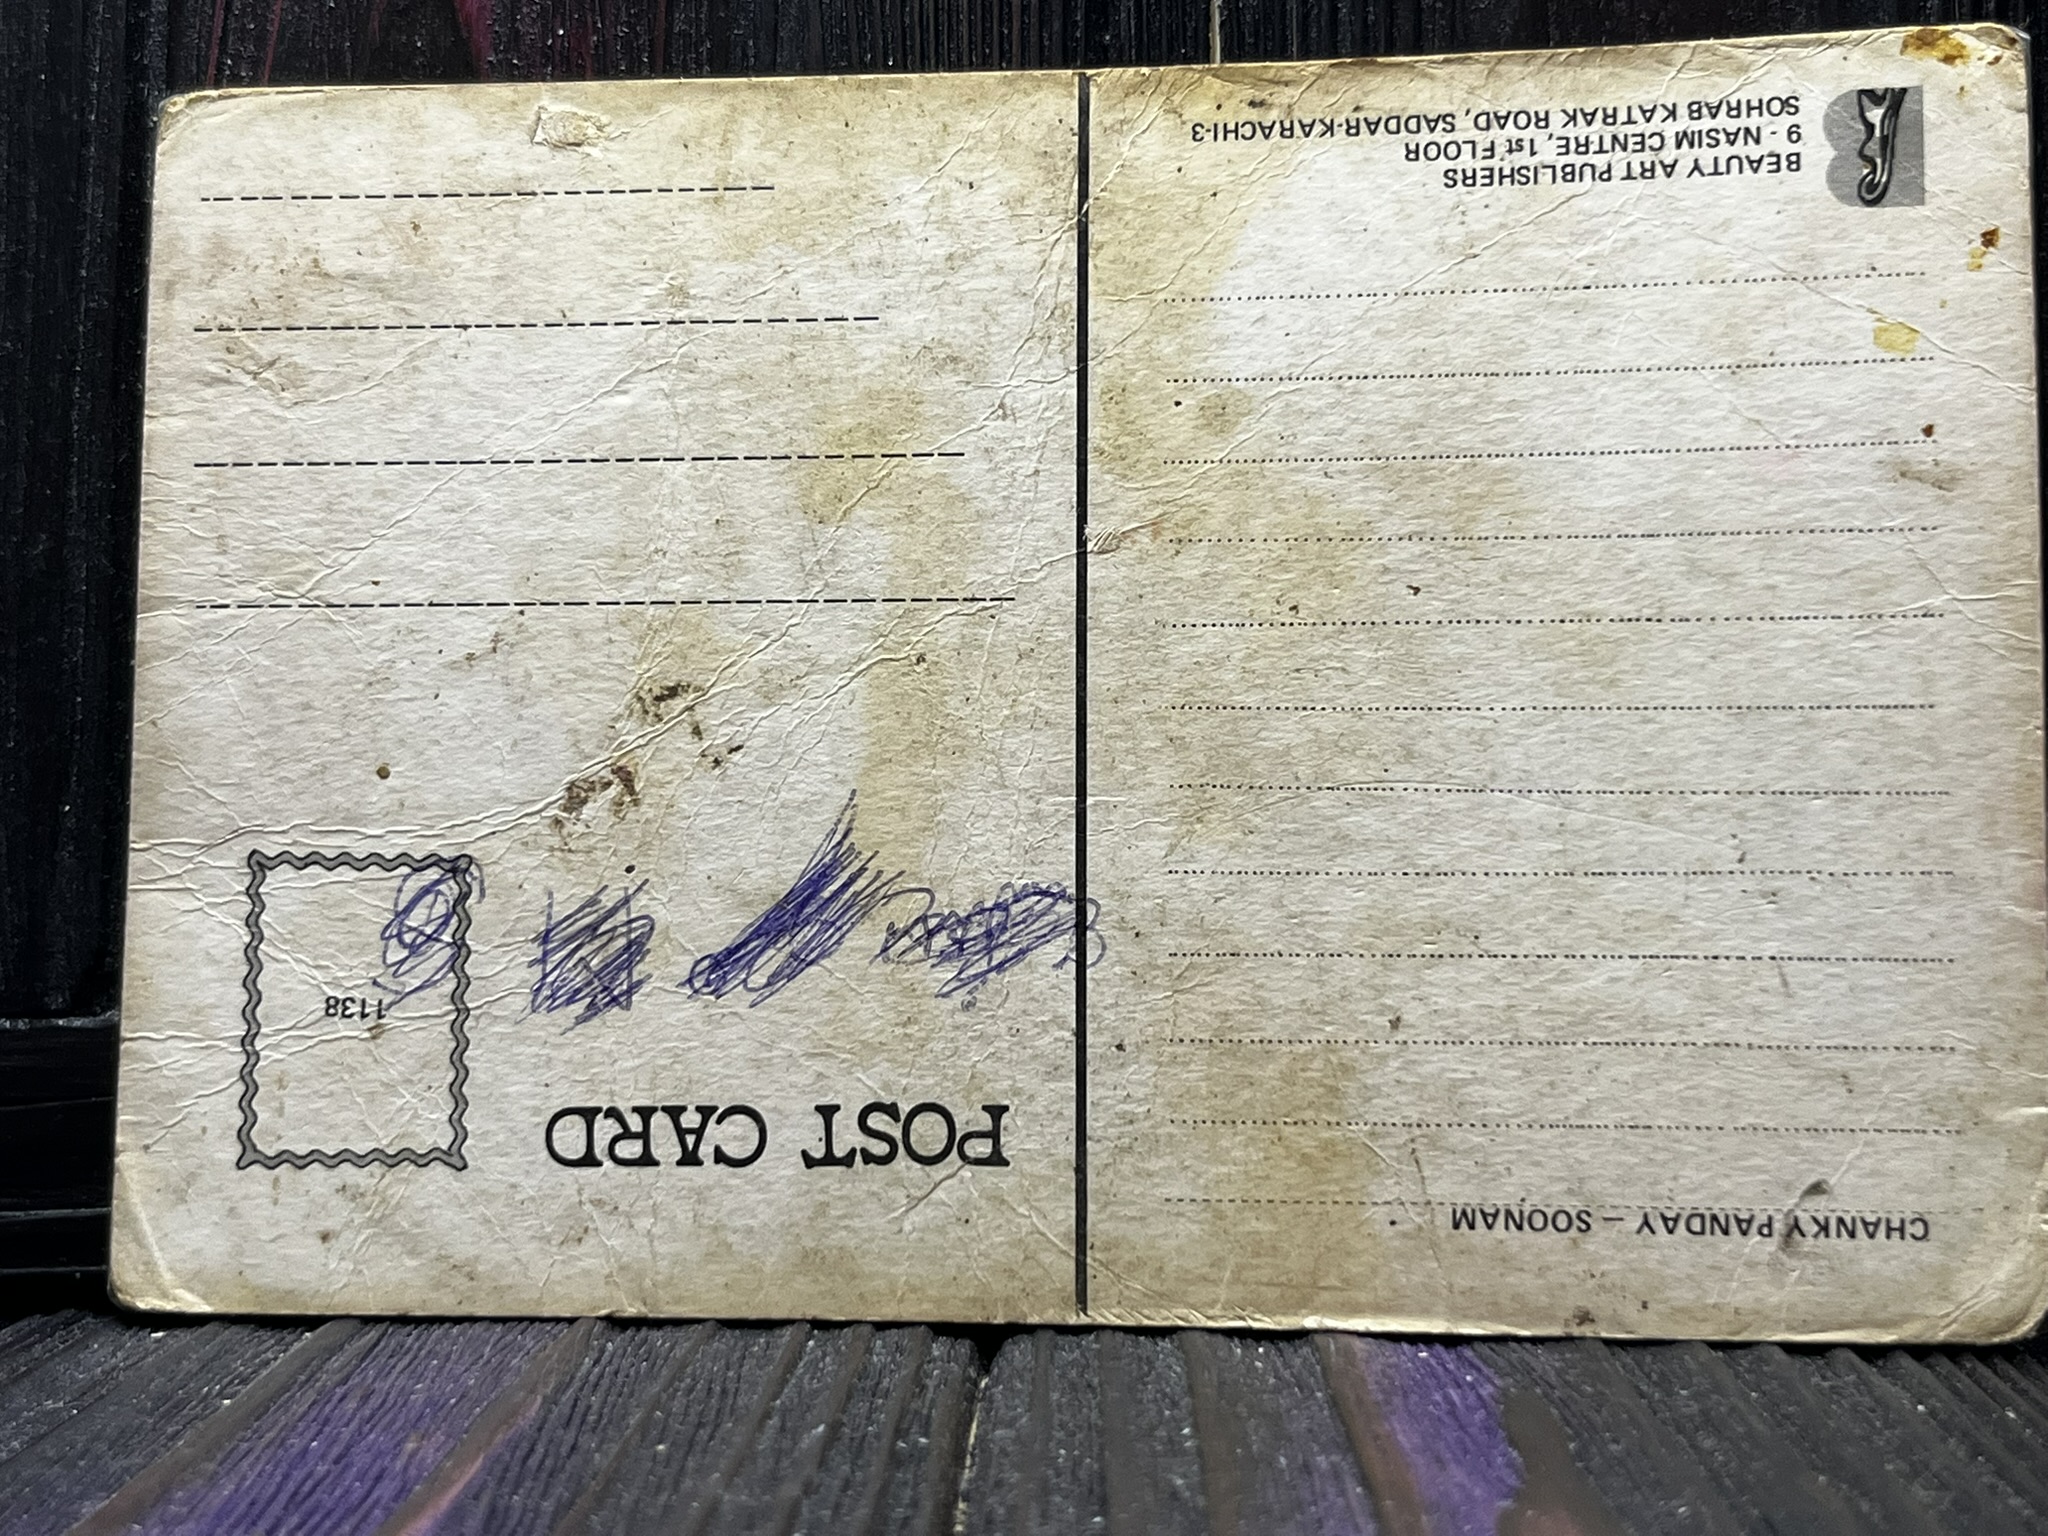 CHANKY PANDAY – SOONAM
BEAUTY ART PUBLISHERS
9 - NASIM CENTRE, 1st FLOOR
SOHRAB KATRAK ROAD, SADDAR-KARACHI-3
POST CARD
1138